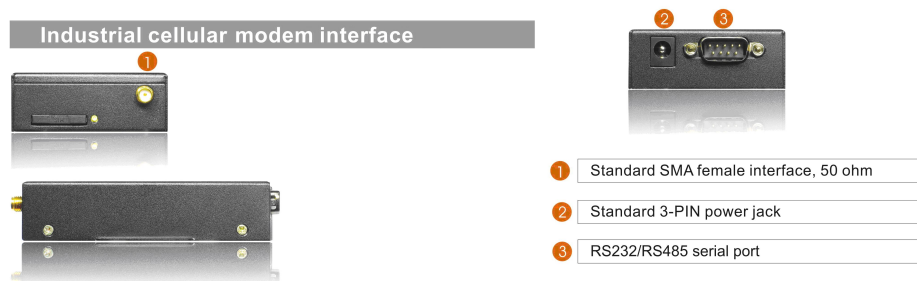 Industrial cellular modem interface
1
2
3
1 Standard SMA female interface, 50 ohm
2 Standard 3-PIN power jack
3 RS232/RS485 serial port